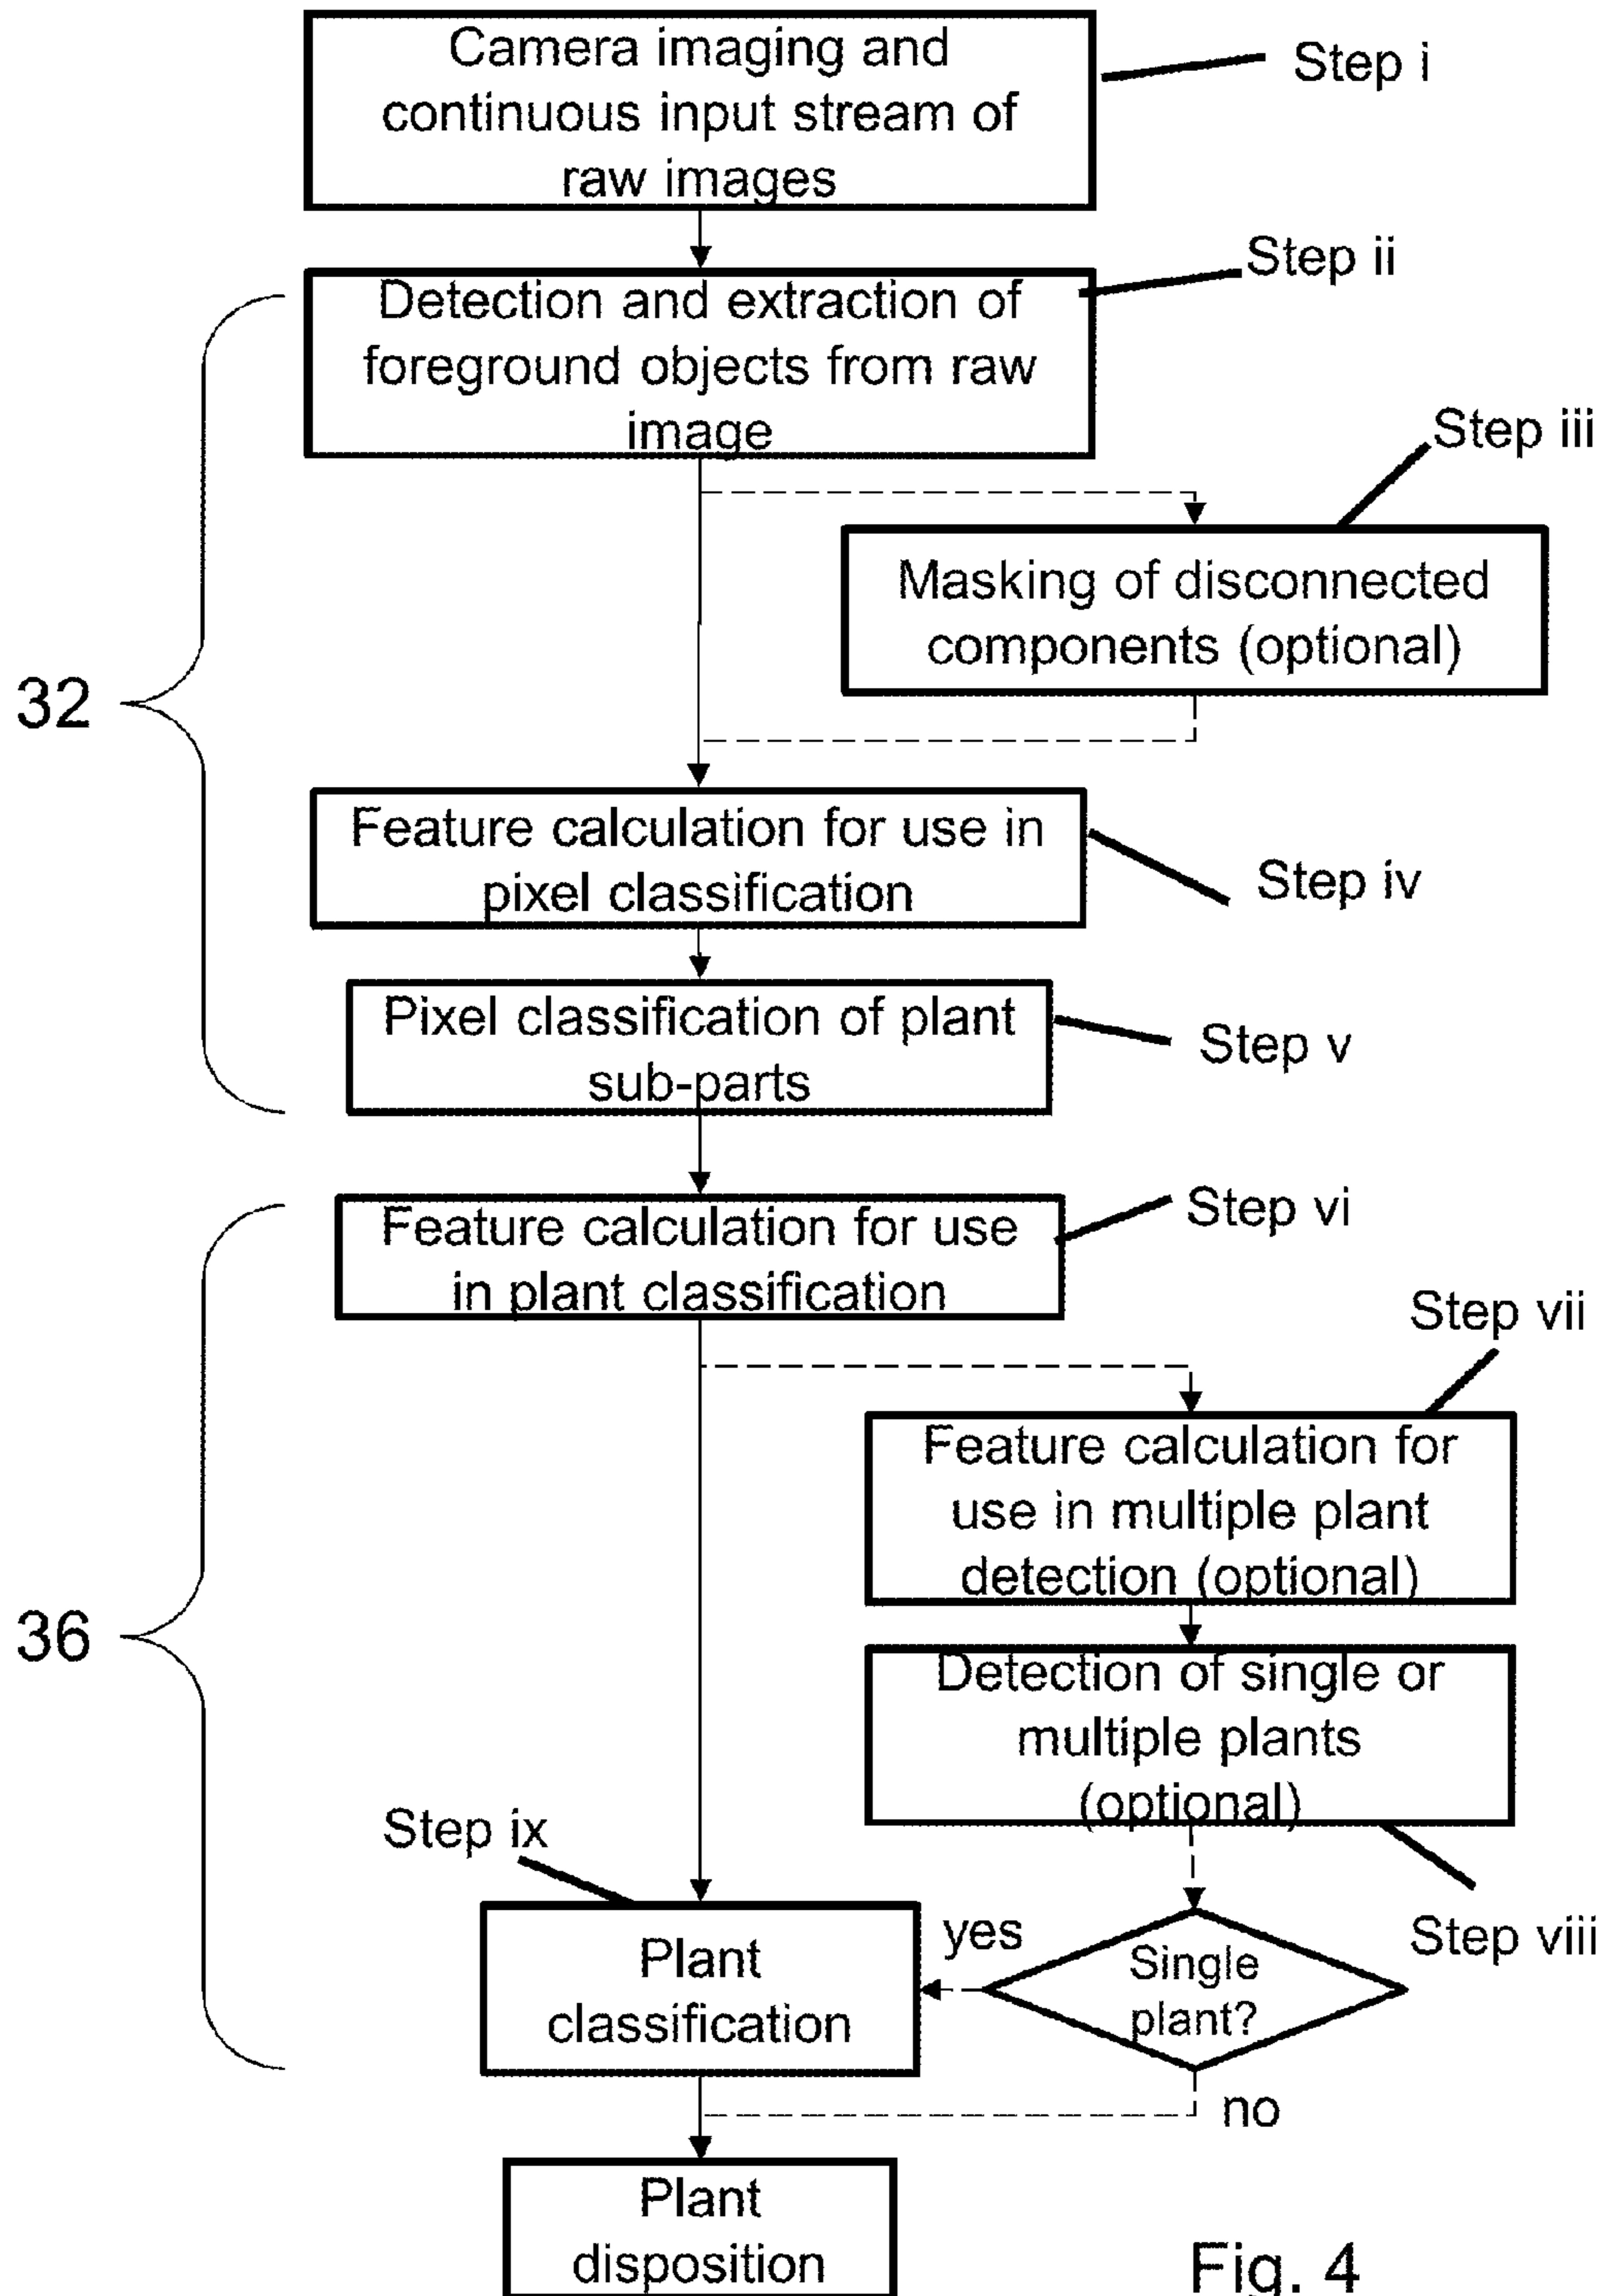 Camera imaging and
continuous input stream of
raw images
Step i
Detection and extraction of
foreground objects from raw
image
Step ii
Step iii
Masking of disconnected
components (optional)
32
Feature calculation for use in
pixel classification
Step iv
Pixel classification of plant
sub-parts
Step v
Feature calculation for use
in plant classification
Step vi
Step vii
Feature calculation for
use in multiple plant
detection (optional)
36
Detection of single or
multiple plants
(optional)
Step viii
Step ix
Plant
classification
yes
Single
plant?
no
Plant
disposition
Fig. 4